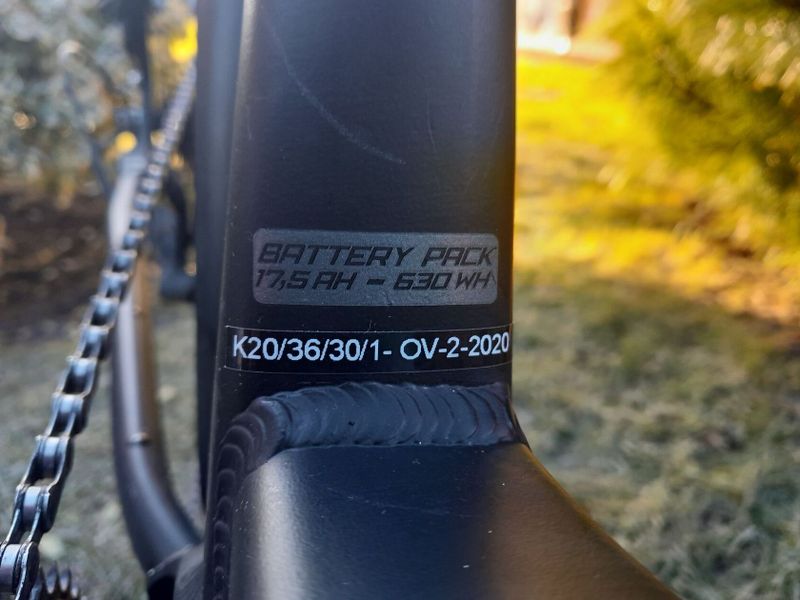 BATTERY PACK
17,5 AH - 630 WH
K20/36/30/1- OV-2-2020